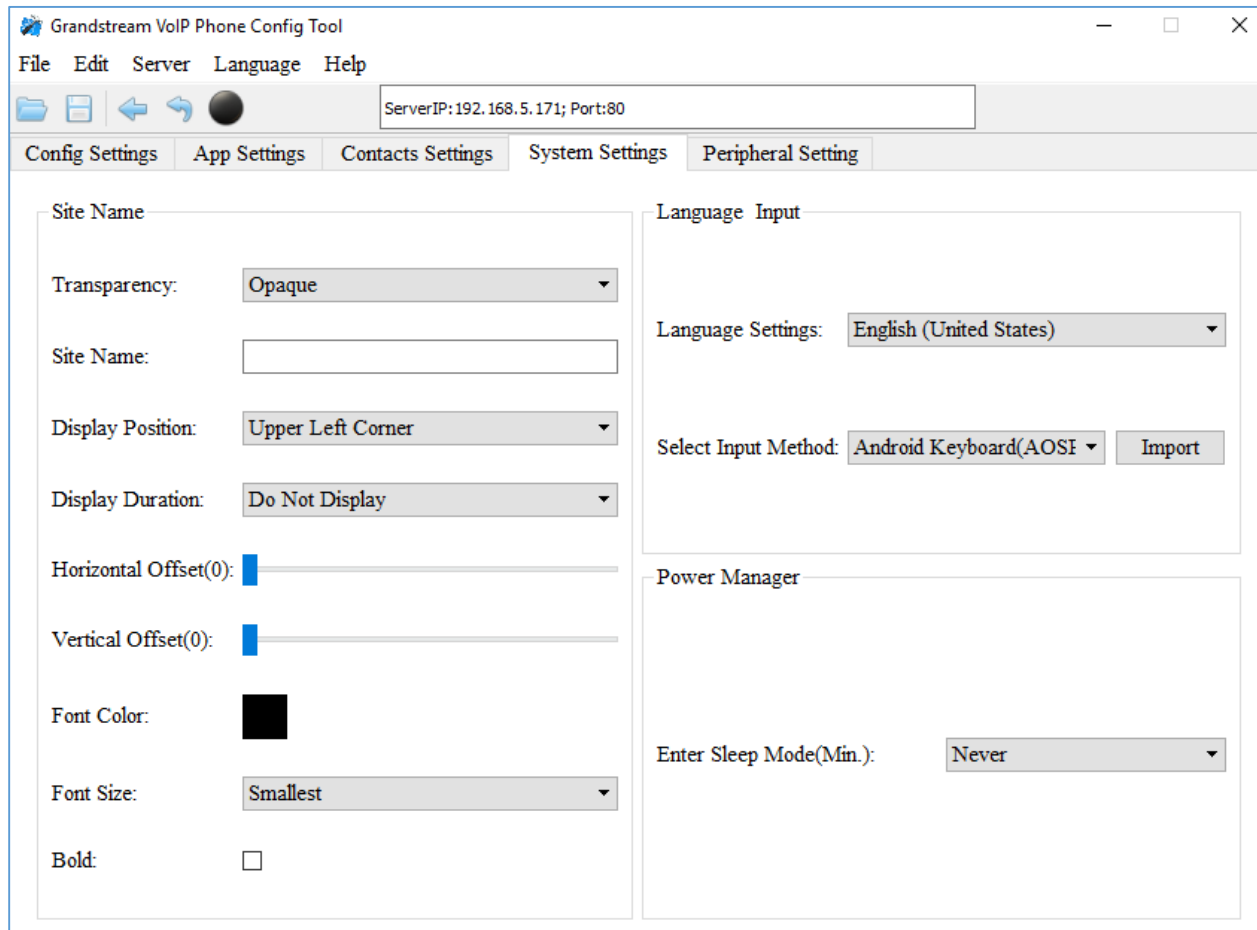 Grandstream VoIP Phone Config Tool
File Edit Server Language Help
ServerIP:192.168.5.171; Port:80
Config Settings App Settings Contacts Settings System Settings Peripheral Setting
Site Name
Transparency: Opaque
Site Name:
Display Position: Upper Left Corner
Display Duration: Do Not Display
Horizontal Offset(0):
Vertical Offset(0):
Font Color:
Font Size: Smallest
Bold:
Language Input
Language Settings: English (United States)
Select Input Method: Android Keyboard(AOSP Import
Power Manager
Enter Sleep Mode(Min.): Never